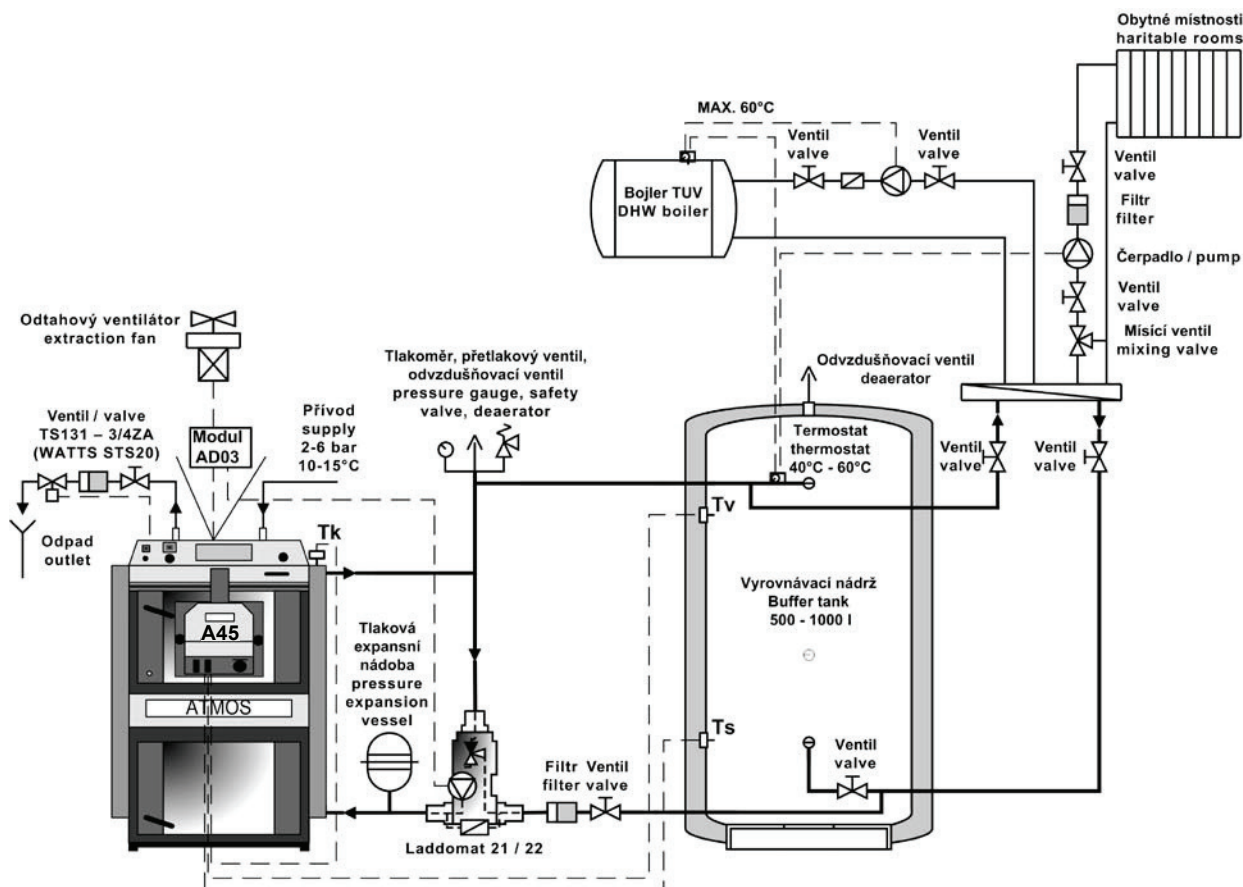 Obytné místnosti
haritable rooms
MAX. 60°C
Ventil
valve
Ventil
valve
Bojler TUV
DHW boiler
Ventil
valve
Filtr
filter
Čerpadlo / pump
Ventil
valve
Mísící ventil
mixing valve
Odtahový ventilátor
extraction fan
Tlakoměr, přetlakový ventil,
odvzdušňovací ventil
pressure gauge, safety
valve, deaerator
Odvzdušňovací ventil
deaerator
Ventil / valve
TS131 – 3/4ZA
(WATTS STS20)
Modul
AD03
Přívod
supply
2-6 bar
10-15°C
Termostat
thermostat
40°C - 60°C
Ventil
valve
Ventil
valve
Odpad
outlet
Tk
Tv
A45
ATMOS
Tlaková
expansní
nádoba
pressure
expansion
vessel
Vyrovnávací nádrž
Buffer tank
500 - 1000 l
Ts
Filtr
filter
Ventil
valve
Ventil
valve
Laddomat 21 / 22